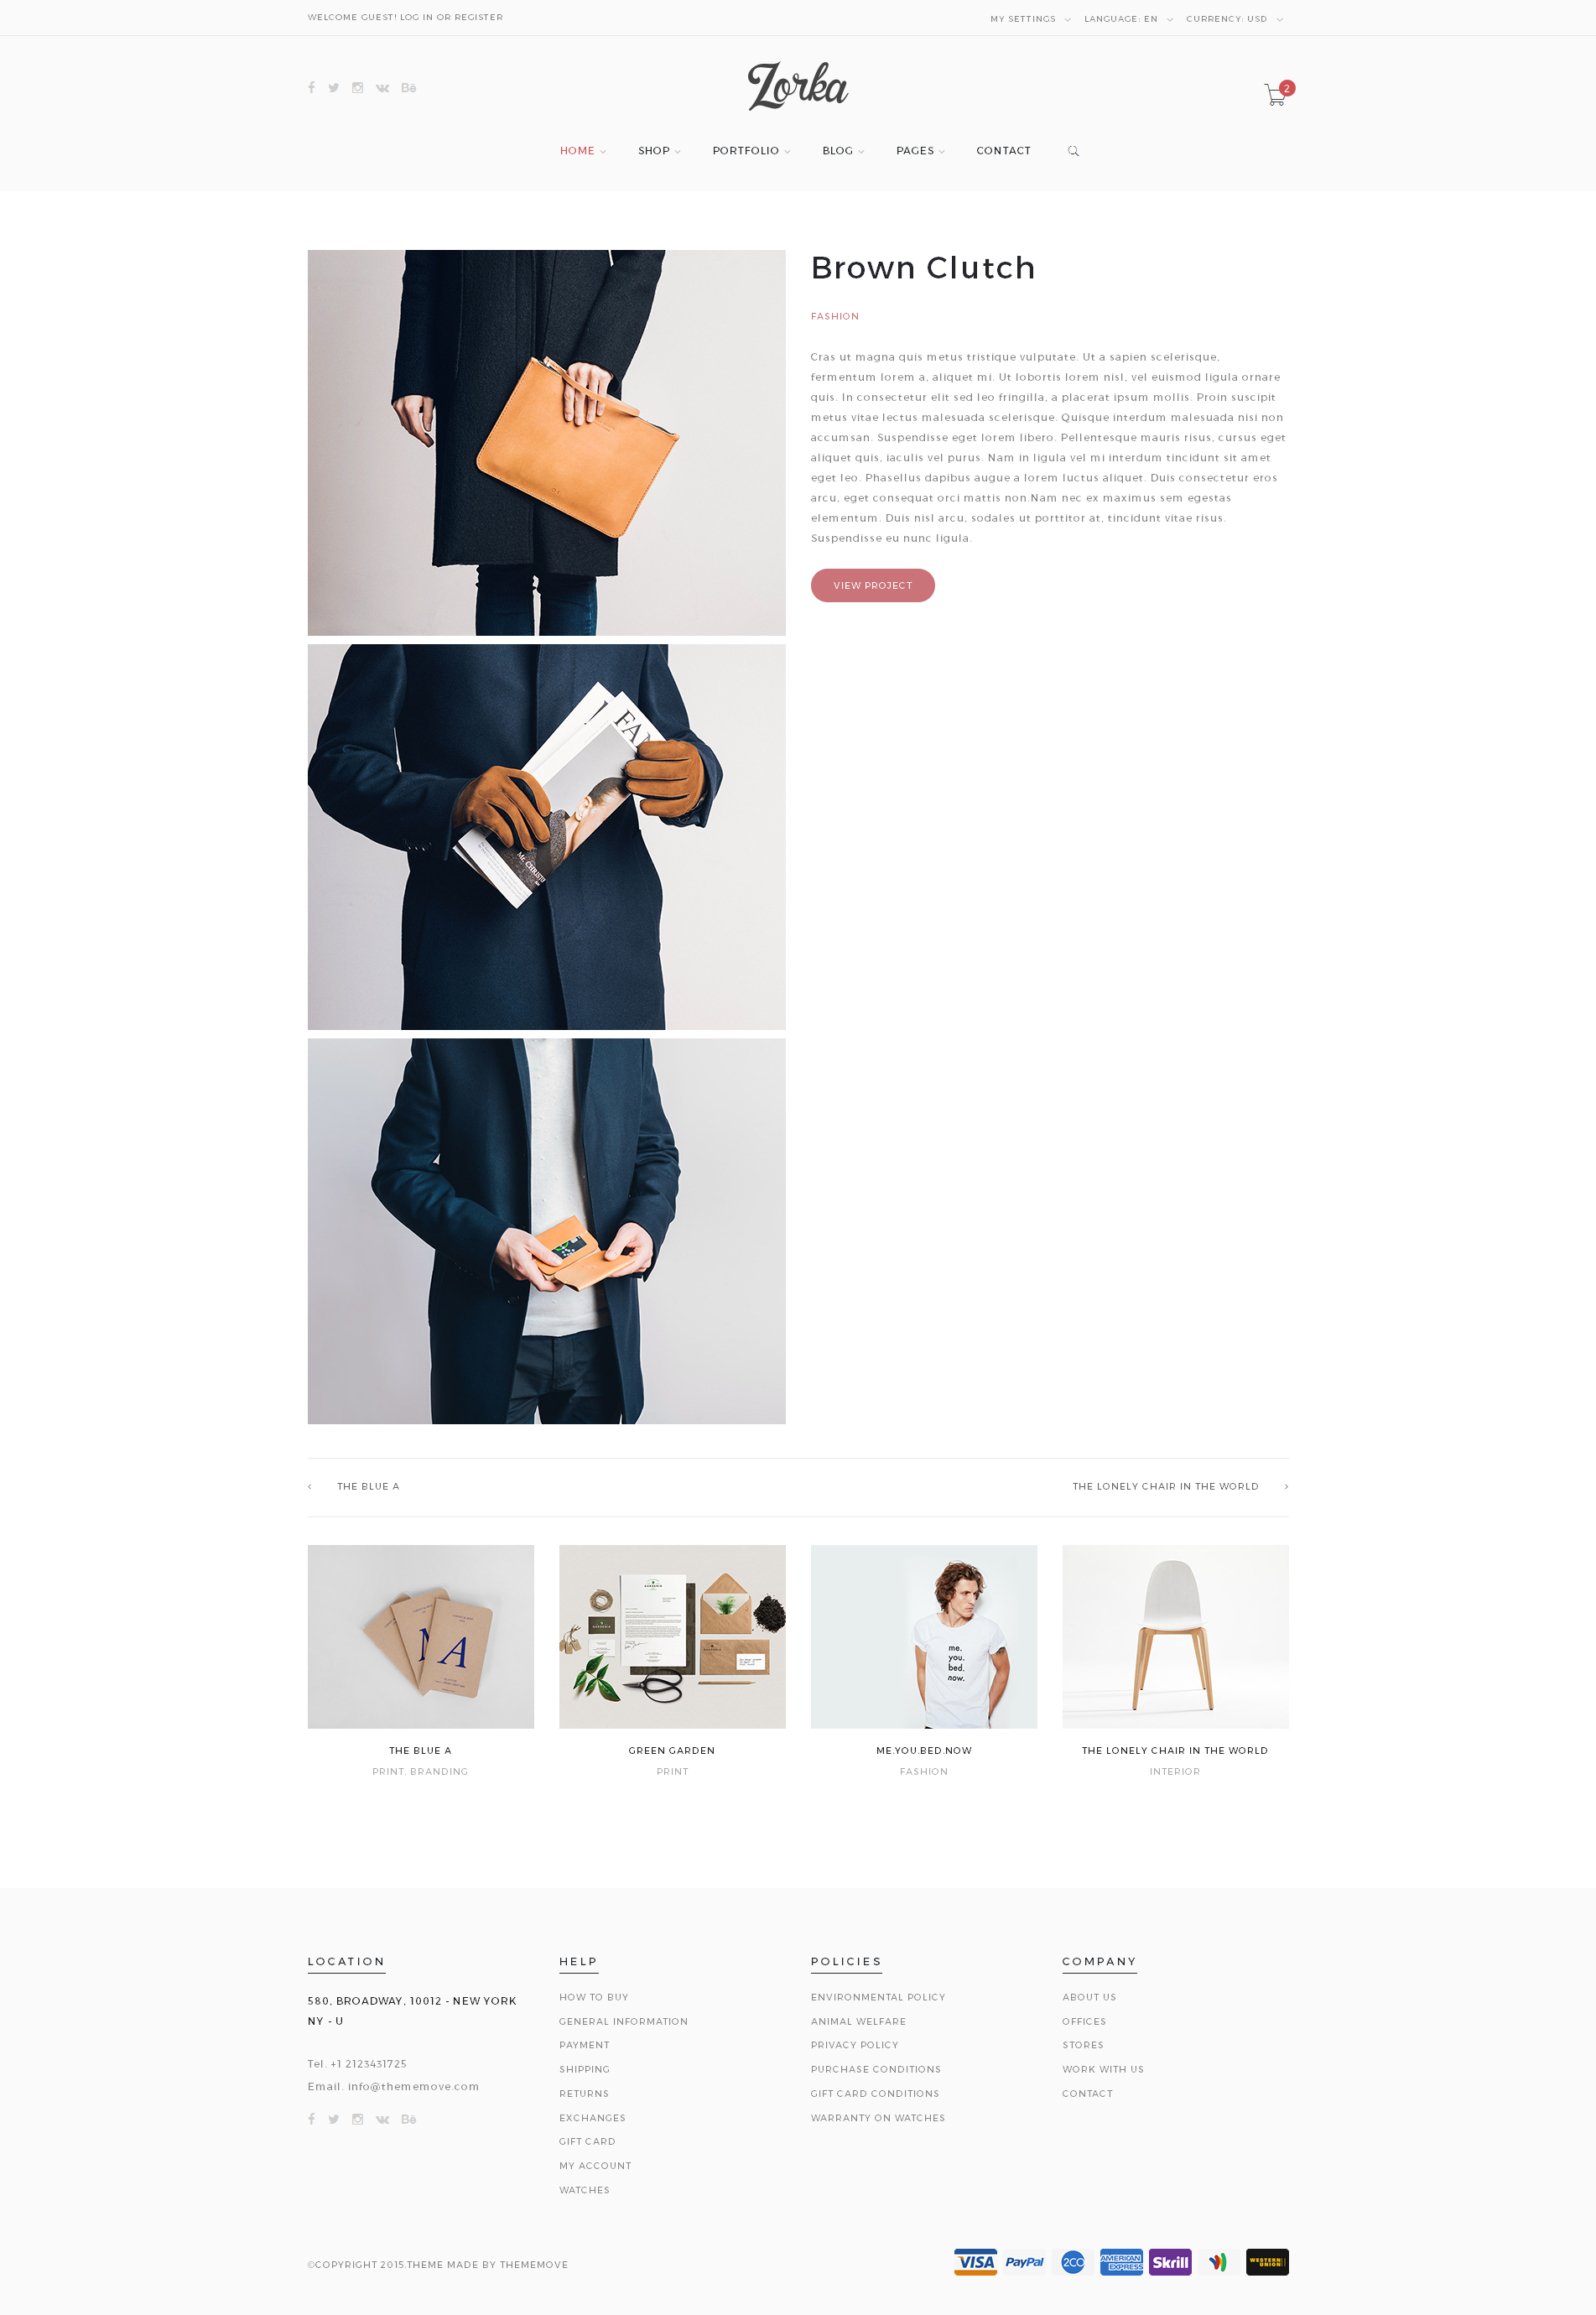 WELCOME GUEST! LOG IN OR REGISTER
MY SETTINGS
LANGUAGE: EN
CURRENCY: USD
Zorka
2
HOME
SHOP
PORTFOLIO
BLOG
PAGES
CONTACT
Brown Clutch
FASHION
Cras ut magna quis metus tristique vulputate. Ut a sapien scelerisque,
fermentum lorem a, aliquet mi. Ut lobortis lorem nisl, vel euismod ligula ornare
quis. In consectetur elit sed leo fringilla, a placerat ipsum mollis. Proin suscipit
metus vitae lectus malesuada scelerisque. Quisque interdum malesuada nisi non
accumsan. Suspendisse eget lorem libero. Pellentesque mauris risus, cursus eget
aliquet quis, iaculis vel purus. Nam in ligula vel mi interdum tincidunt sit amet
eget leo. Phasellus dapibus augue a lorem luctus aliquet. Duis consectetur eros
arcu, eget consequat orci mattis non.Nam nec ex maximus sem egestas
elementum. Duis nisl arcu, sodales ut porttitor at, tincidunt vitae risus.
Suspendisse eu nunc ligula.
VIEW PROJECT
THE BLUE A
THE LONELY CHAIR IN THE WORLD
A
me.
you.
bed.
now.
THE BLUE A
PRINT, BRANDING
GREEN GARDEN
PRINT
ME.YOU.BED.NOW
FASHION
THE LONELY CHAIR IN THE WORLD
INTERIOR
LOCATION
580, BROADWAY, 10012 - NEW YORK
NY - U
Tel. +1 2123431725
Email. info@thememove.com
HELP
HOW TO BUY
GENERAL INFORMATION
PAYMENT
SHIPPING
RETURNS
EXCHANGES
GIFT CARD
MY ACCOUNT
WATCHES
POLICIES
ENVIRONMENTAL POLICY
ANIMAL WELFARE
PRIVACY POLICY
PURCHASE CONDITIONS
GIFT CARD CONDITIONS
WARRANTY ON WATCHES
COMPANY
ABOUT US
OFFICES
STORES
WORK WITH US
CONTACT
©COPYRIGHT 2015.THEME MADE BY THEMEMOVE
VISA
PayPal
2CO
AMERICAN EXPRESS
Skrill
WESTERN UNION